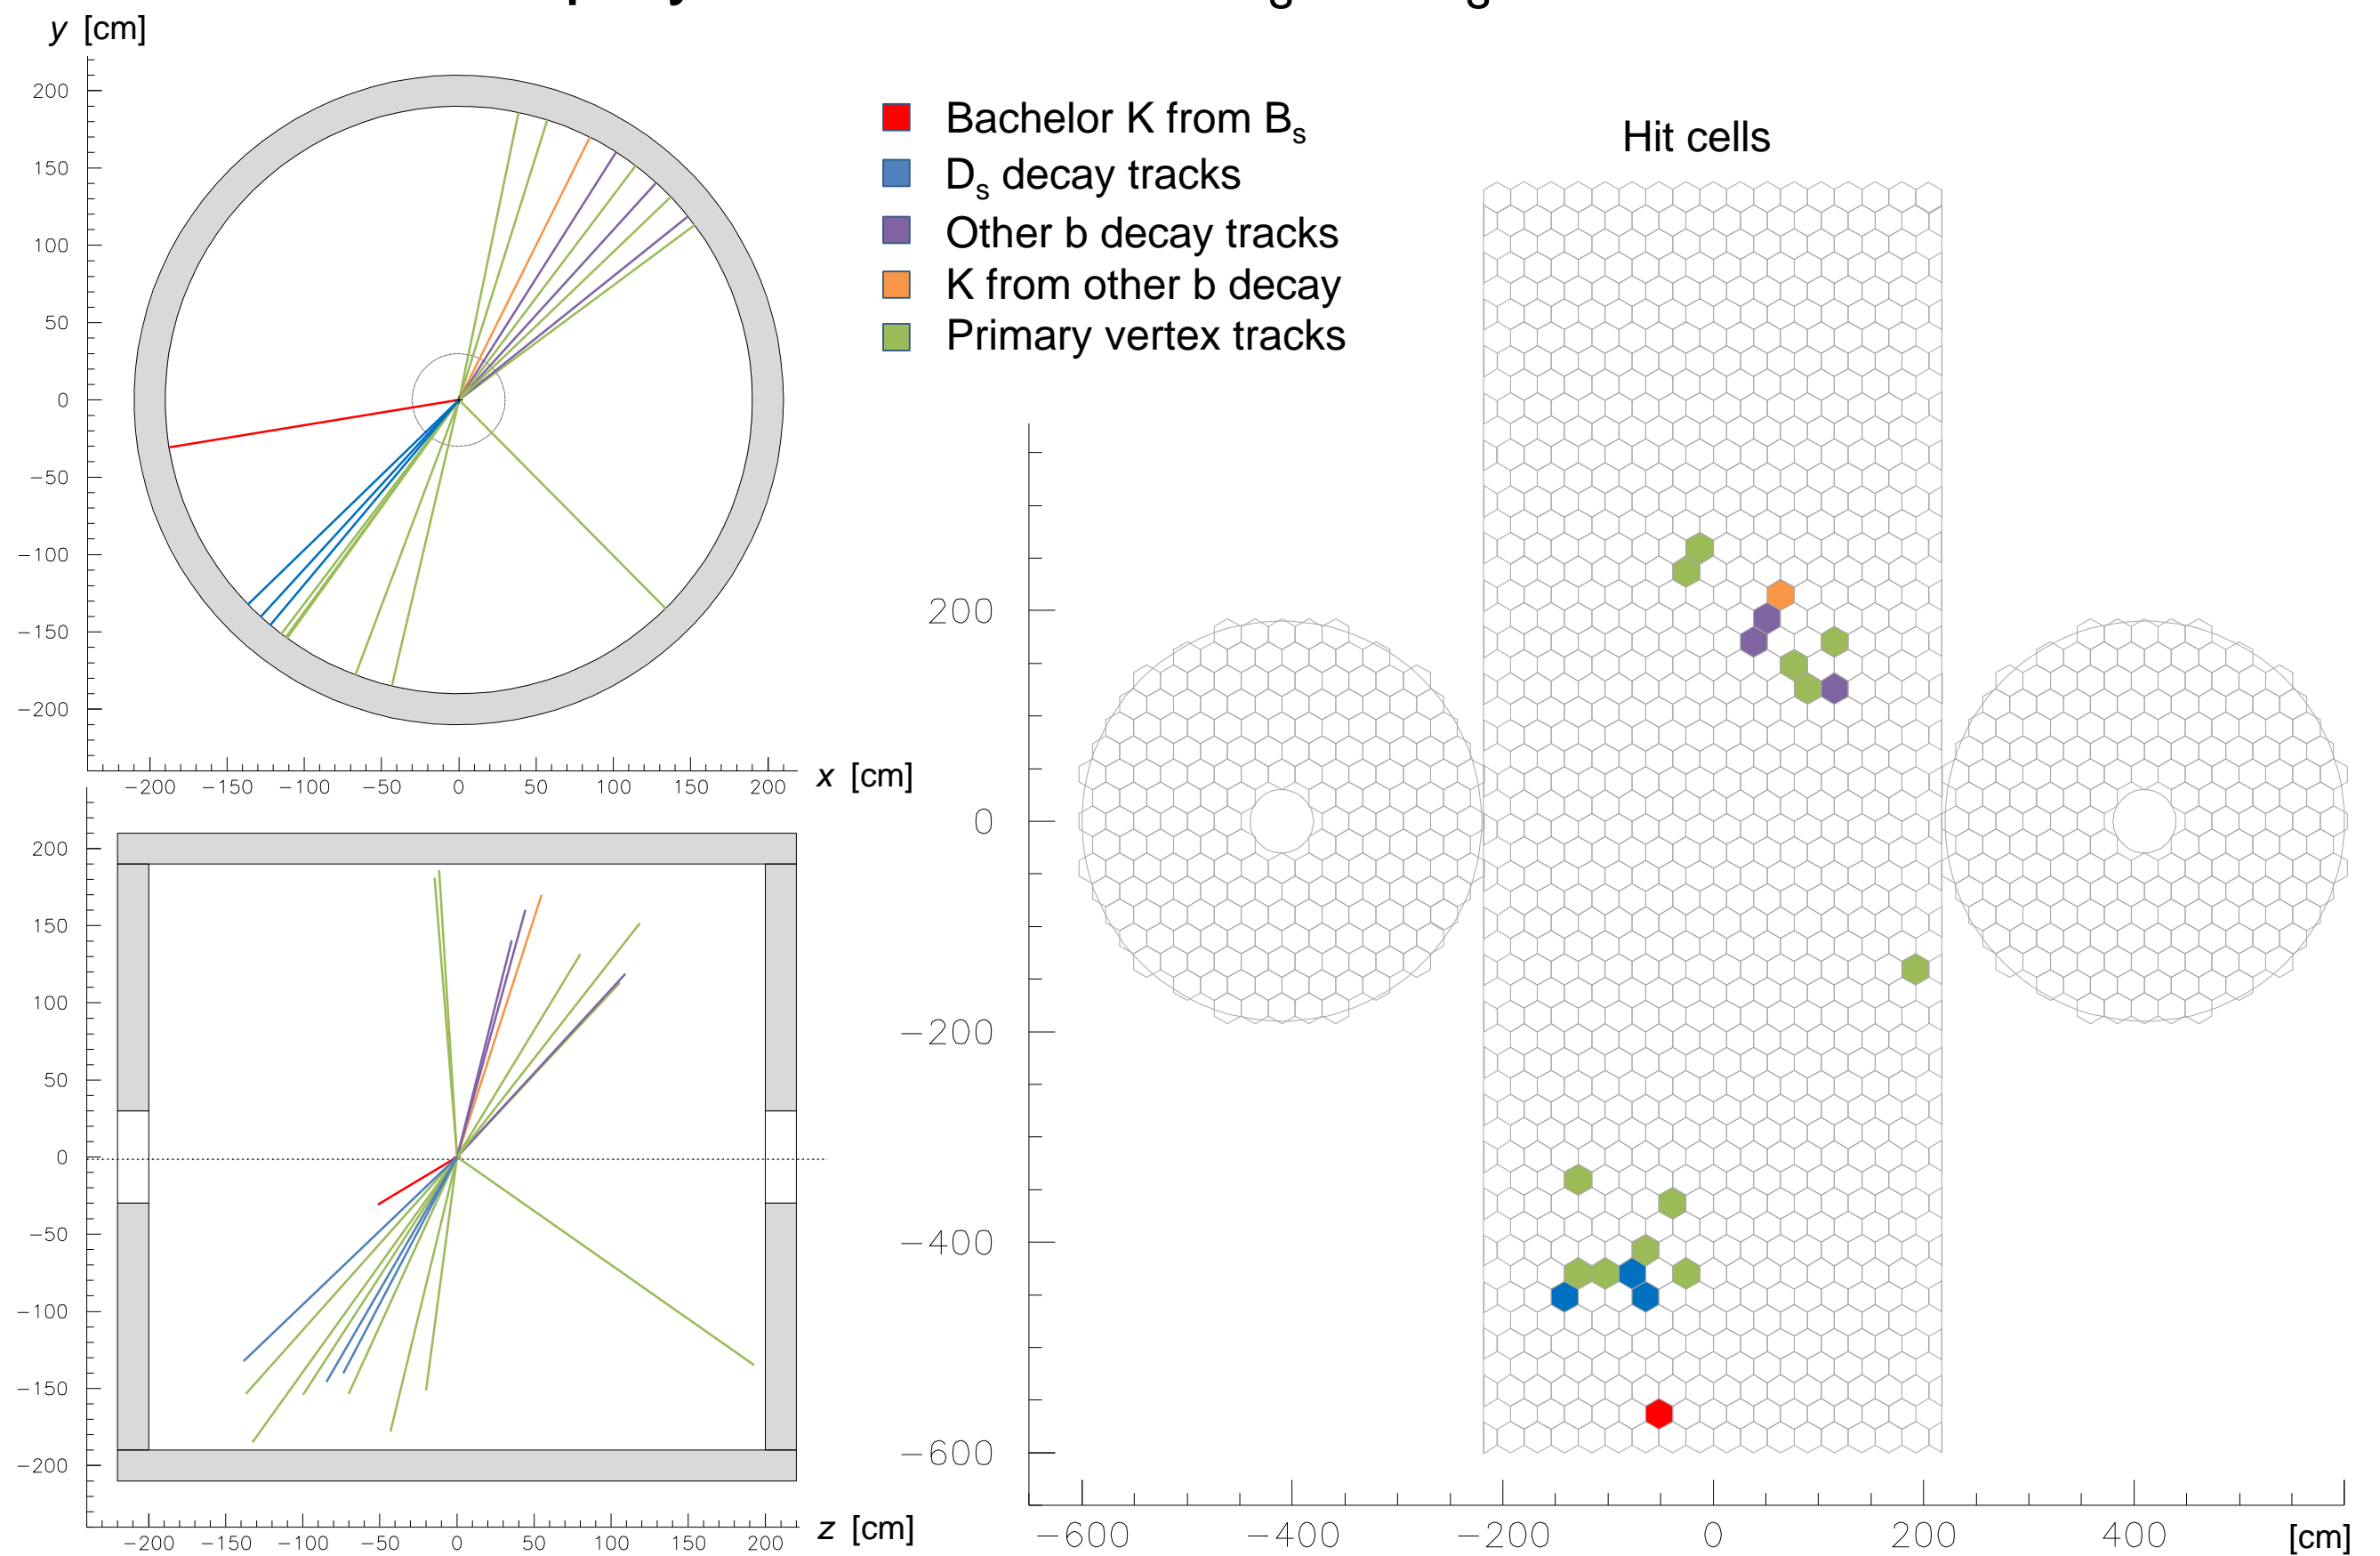 y [cm]
200
150
100
50
0
−50
−100
−150
−200
−200 −150 −100 −50 0 50 100 150 200
x [cm]
200
150
100
50
0
−50
−100
−150
−200
−200 −150 −100 −50 0 50 100 150 200
z [cm]
Bachelor K from Bs
Ds decay tracks
Other b decay tracks
K from other b decay
Primary vertex tracks
Hit cells
200
0
−200
−400
−600
−600 −400 −200 0 200 400 [cm]